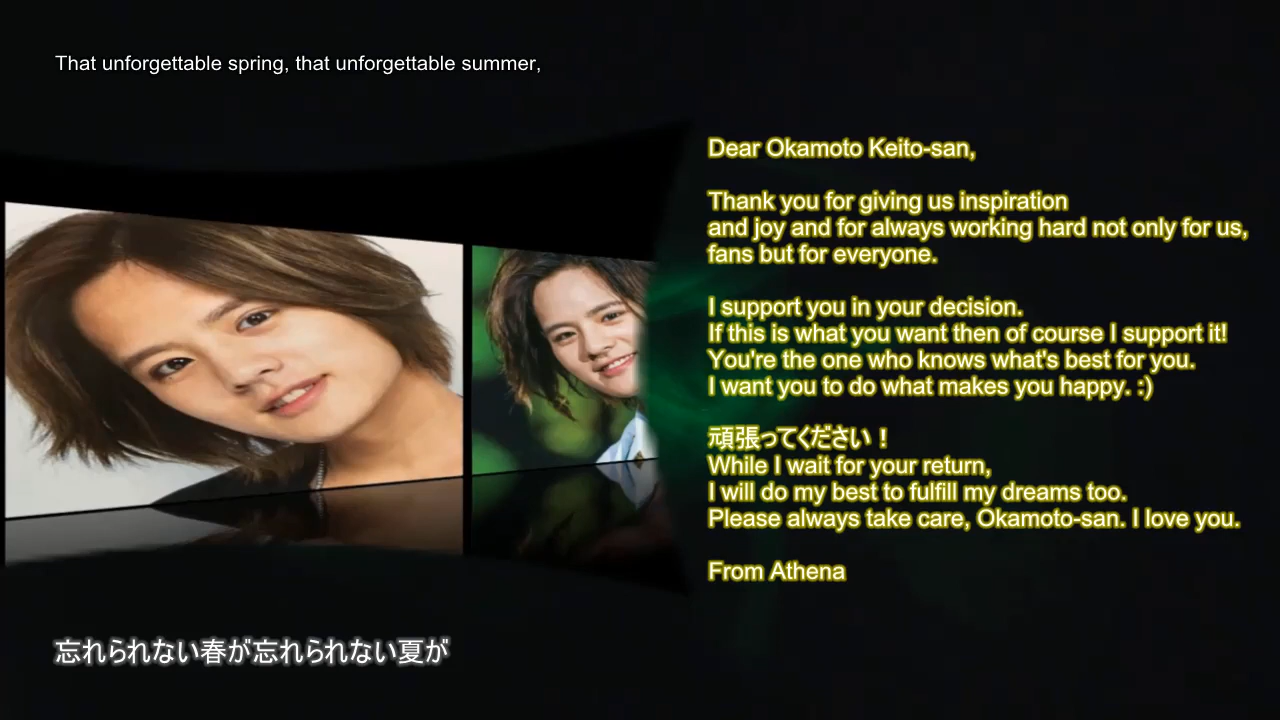 That unforgettable spring, that unforgettable summer,
Dear Okamoto Keito-san,
Thank you for giving us inspiration
and joy and for always working hard not only for us,
fans but for everyone.
I support you in your decision.
If this is what you want then of course I support it!
You're the one who knows what's best for you.
I want you to do what makes you happy. :)
頑張ってください！
While I wait for your return,
I will do my best to fulfill my dreams too.
Please always take care, Okamoto-san. I love you.
From Athena
忘れられない春が忘れられない夏が